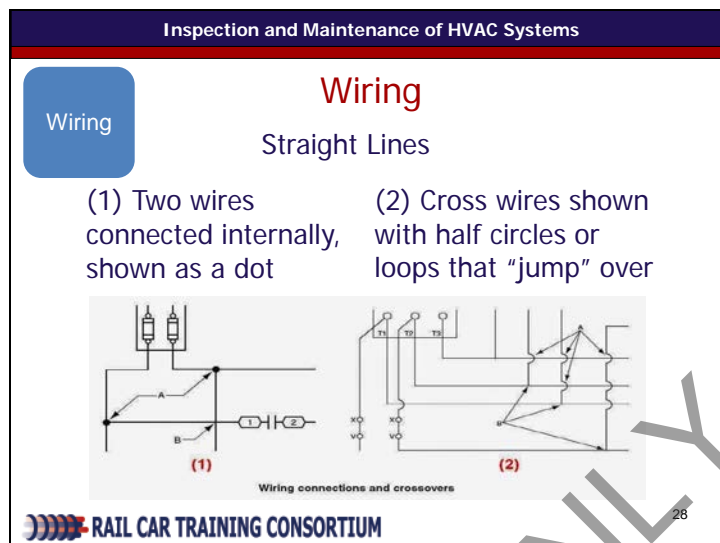 Inspection and Maintenance of HVAC Systems
Wiring
Wiring
Straight Lines
(1) Two wires
connected internally,
shown as a dot
(2) Cross wires shown
with half circles or
loops that "jump" over
A
B
1
2
(1)
T1
T2
T3
A
B
X
X
V
V
(2)
Wiring connections and crossovers
RAIL CAR TRAINING CONSORTIUM
28